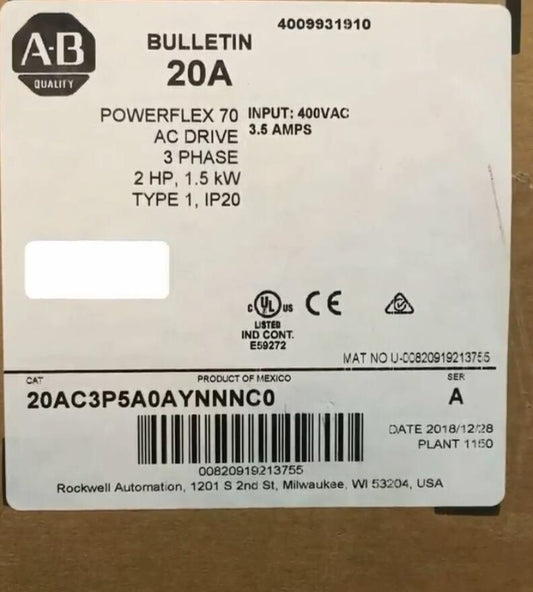 4009931910
A-B
QUALITY
BULLETIN
20A
POWERFLEX 70
AC DRIVE
3 PHASE
2 HP, 1.5 kW
TYPE 1, IP20
INPUT: 400VAC
3.5 AMPS
C UL US
LISTED
IND CONT.
E59272
CE
MAT NO U-00820919213755
CAT
PRODUCT OF MEXICO
SER
20AC3P5A0AYNNNC0
A
DATE 2018/12/28
PLANT 1150
00820919213755
Rockwell Automation, 1201 S 2nd St, Milwaukee, WI 53204, USA